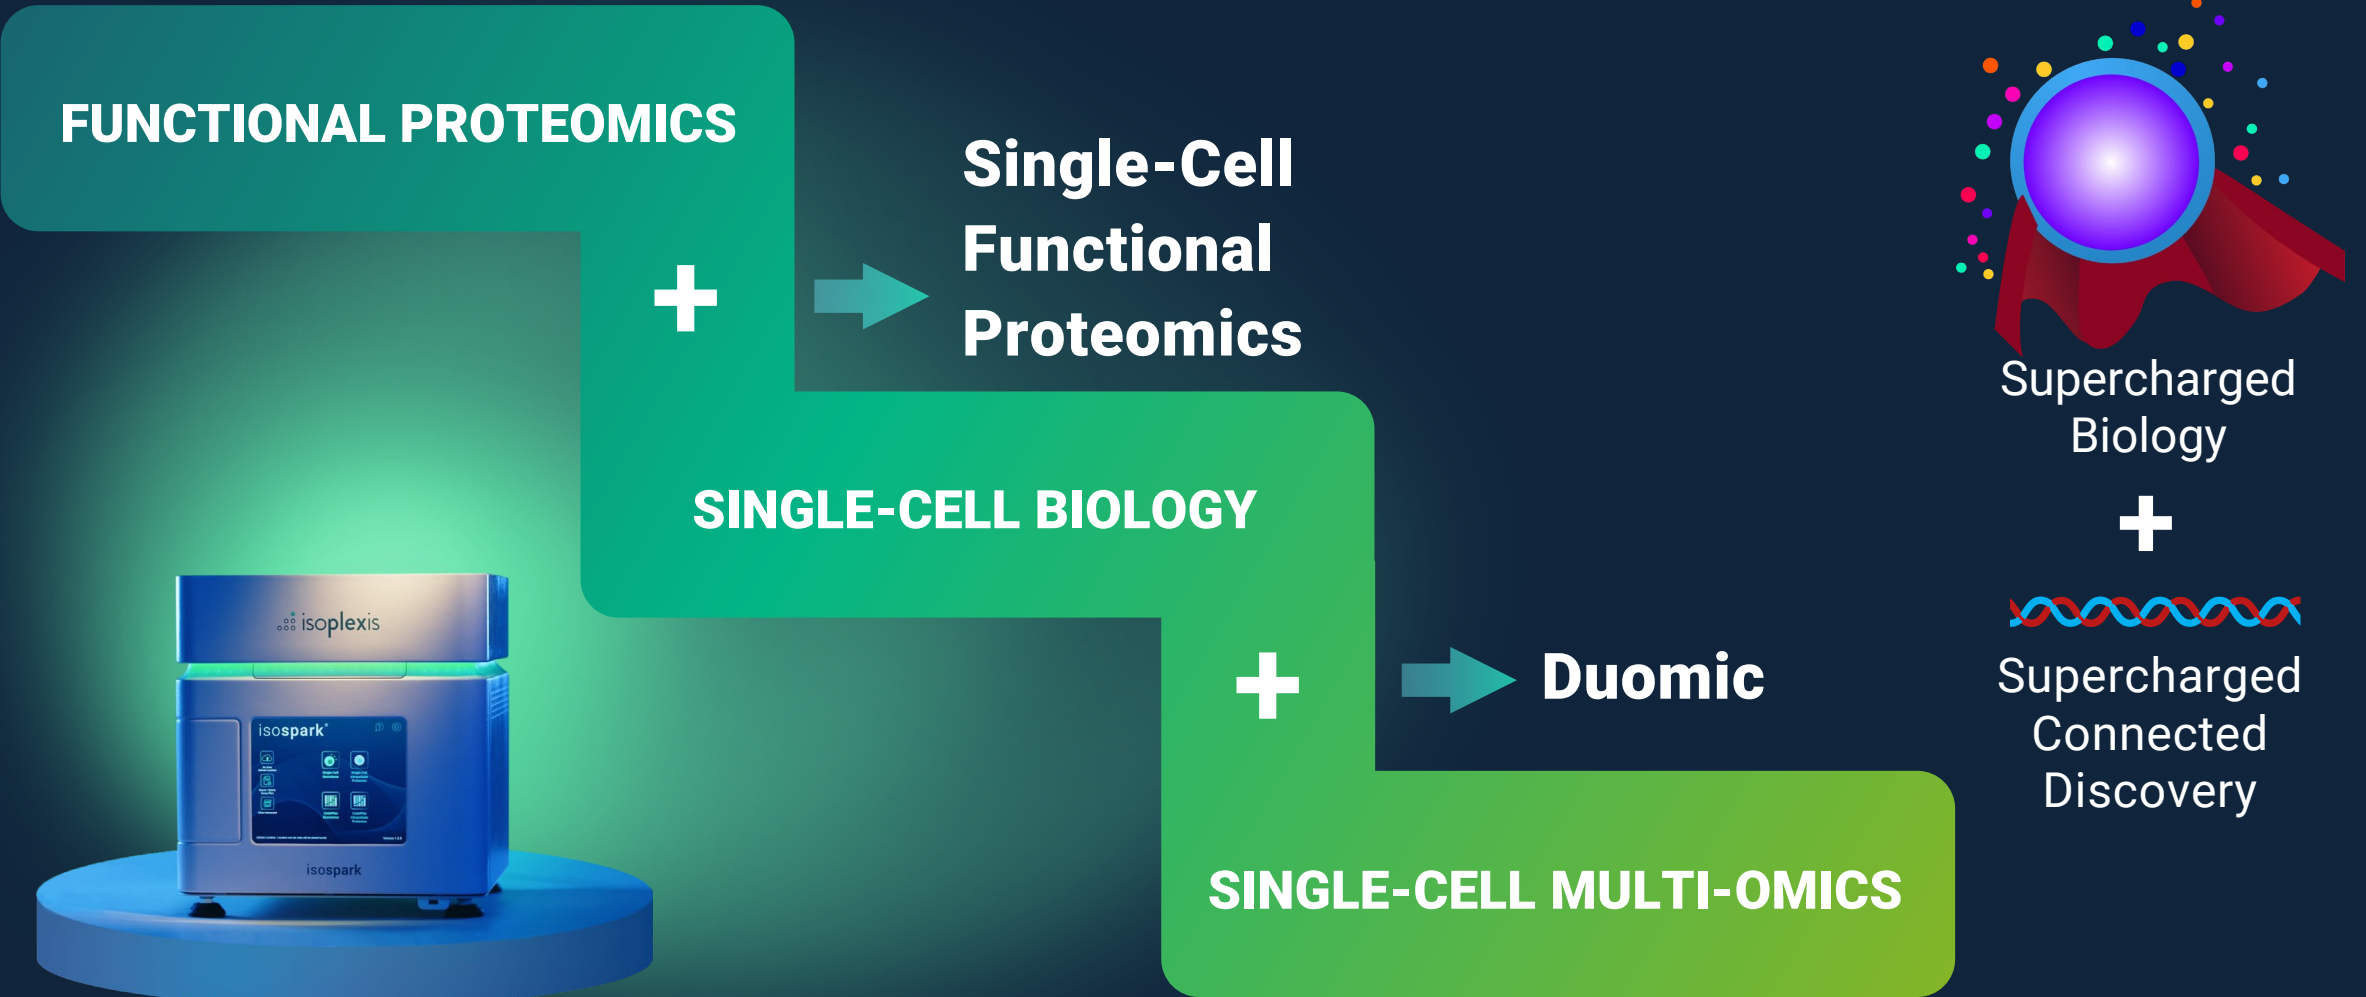 FUNCTIONAL PROTEOMICS
+
Single-Cell
Functional
Proteomics
SINGLE-CELL BIOLOGY
+
Duomic
SINGLE-CELL MULTI-OMICS
Supercharged
Biology
+
Supercharged
Connected
Discovery
isoplexis
isospark
isospark